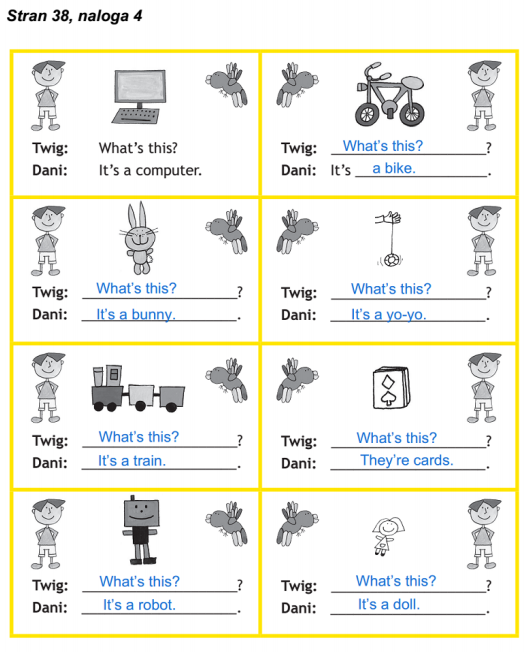 Stran 38, naloga 4
Twig: What's this?
Dani: It's a computer.
Twig: What's this? ?
Dani: It's a bike. .
Twig: What's this? ?
Dani: It's a bunny. .
Twig: What's this? ?
Dani: It's a yo-yo. .
Twig: What's this? ?
Dani: It's a train. .
Twig: What's this? ?
Dani: They're cards. .
Twig: What's this? ?
Dani: It's a robot. .
Twig: What's this? ?
Dani: It's a doll. .